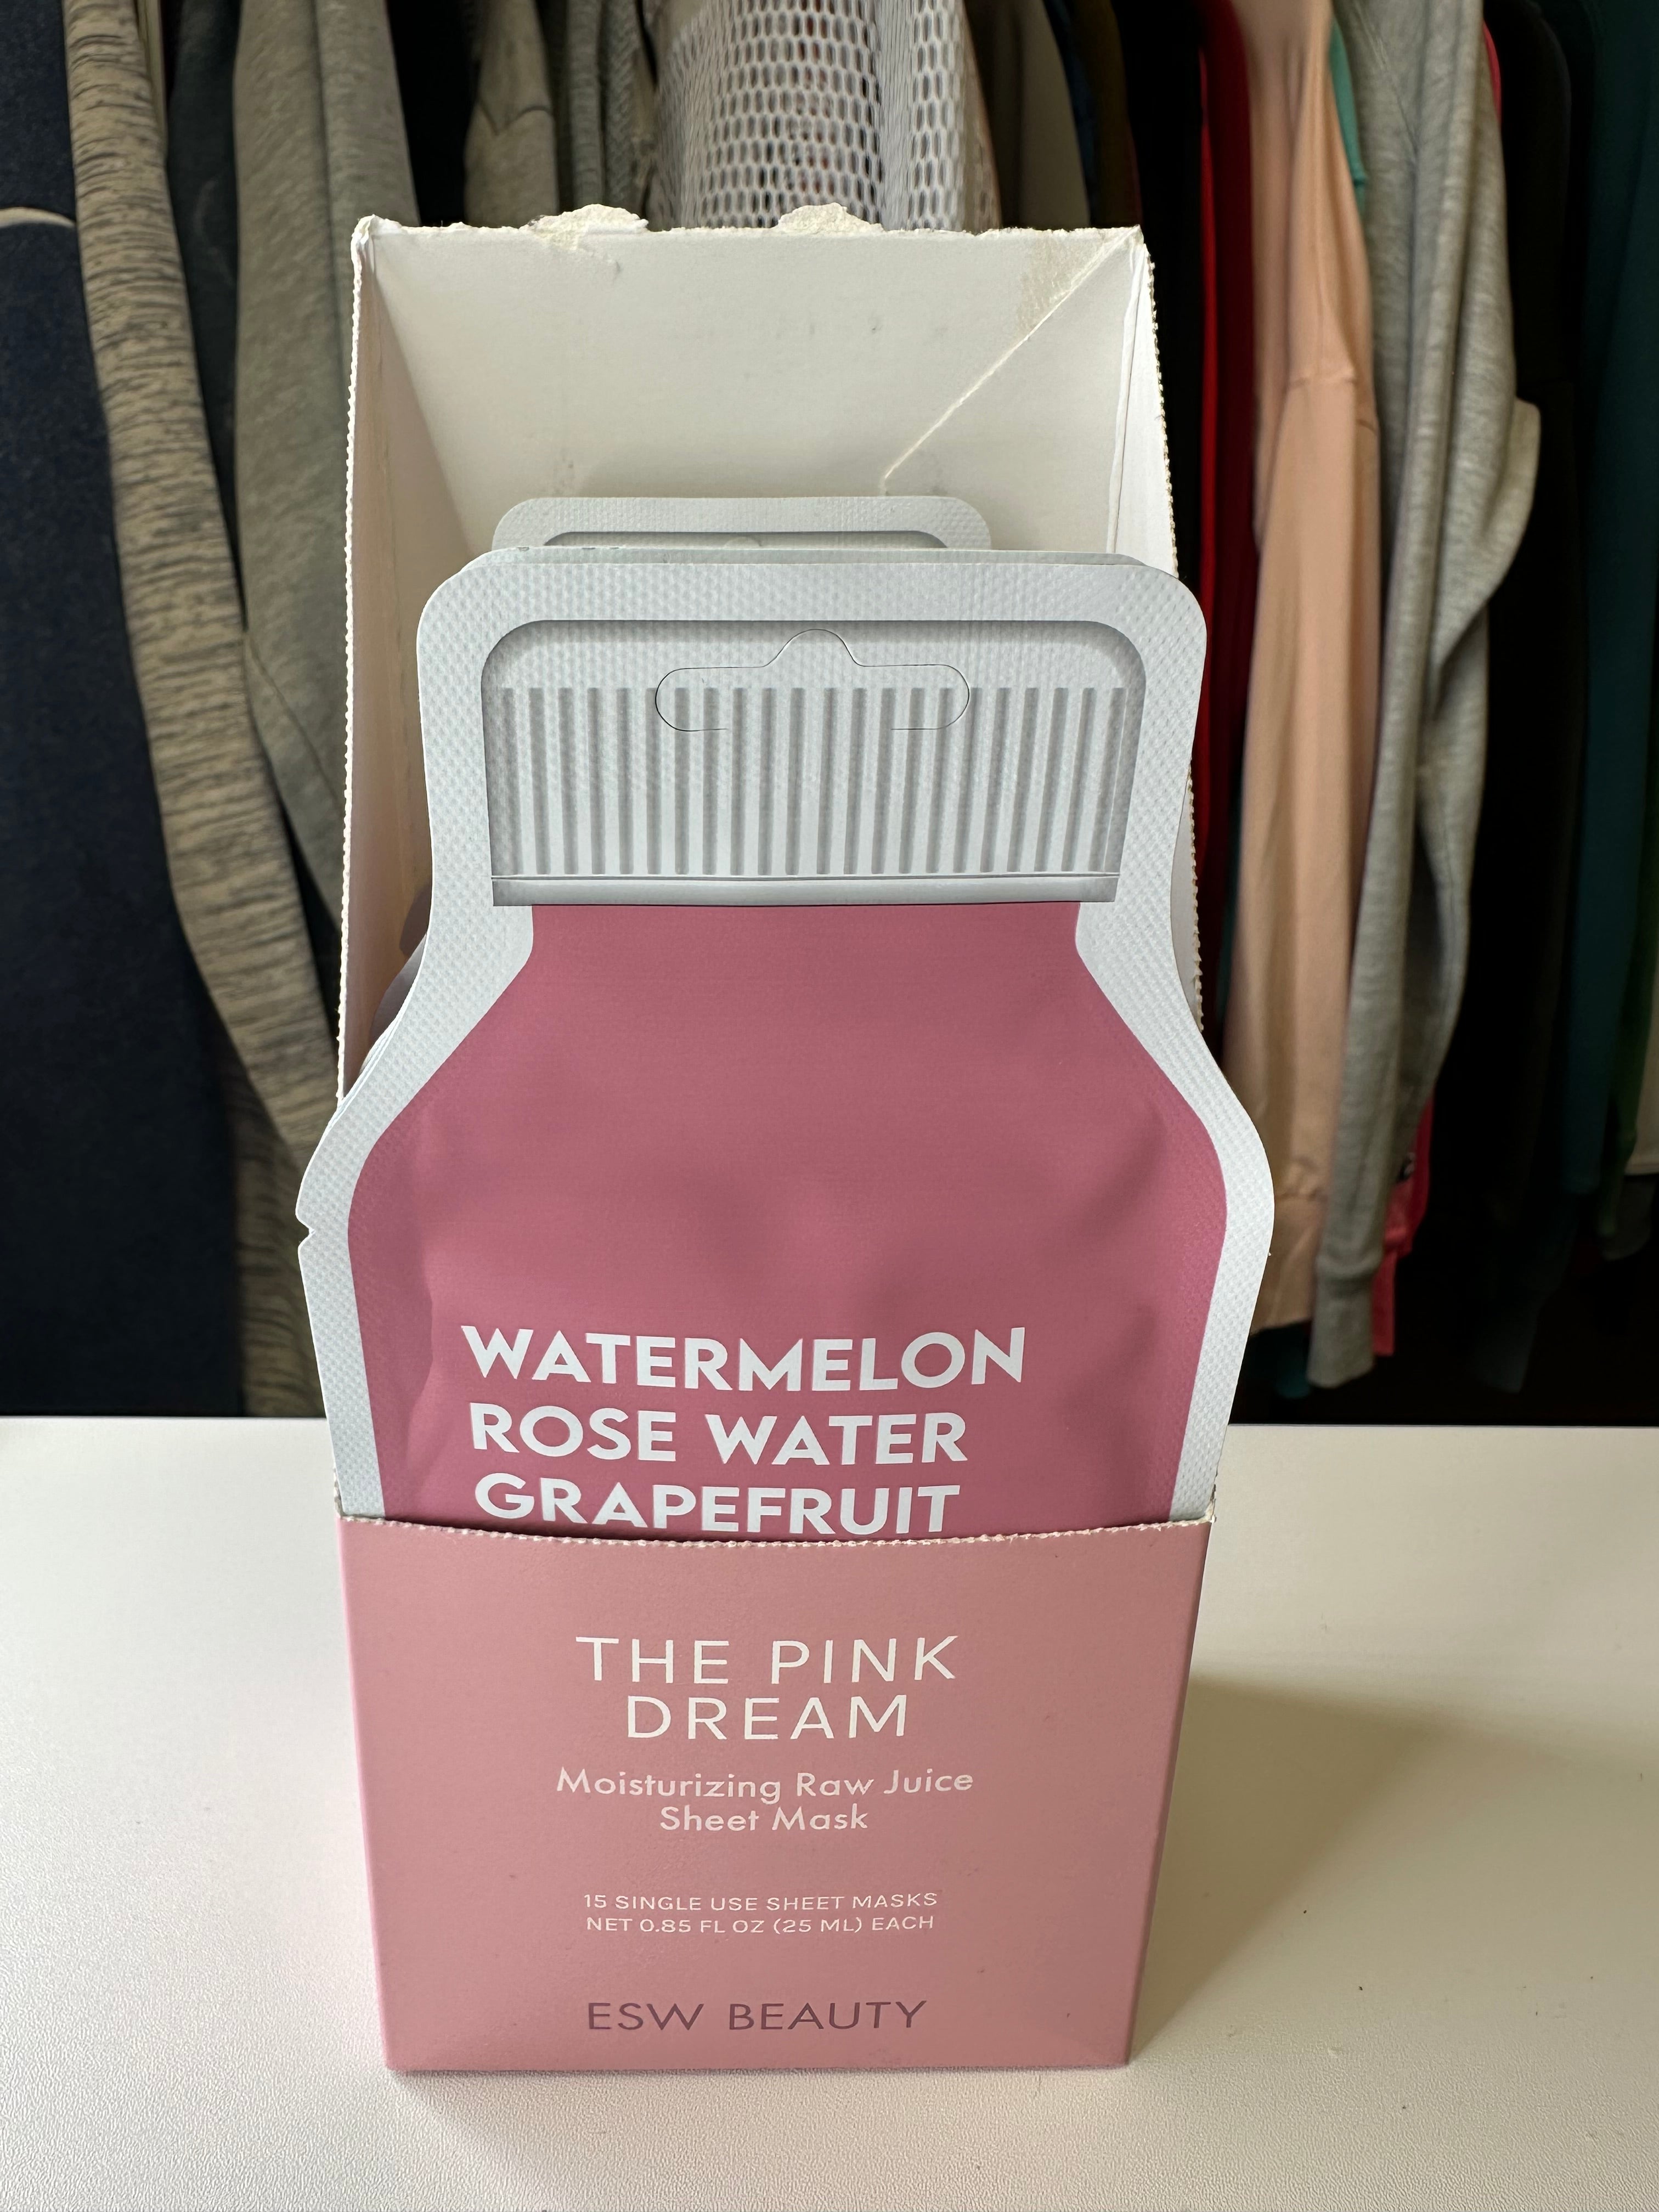 WATERMELON
ROSE WATER
GRAPEFRUIT
THE PINK
DREAM
Moisturizing Raw Juice
Sheet Mask
15 SINGLE USE SHEET MASKS
NET 0.85 FL OZ (25 ML) EACH
ESW BEAUTY